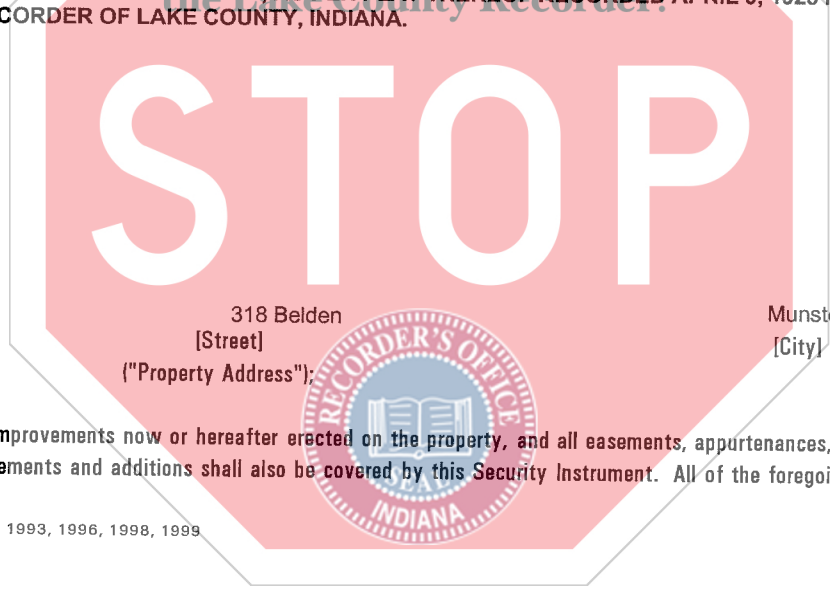 the Lake County Recorder!
CORDER OF LAKE COUNTY, INDIANA.
STOP
318 Belden
[Street]
[City]
("Property Address");
RECORDER'S OFFICE
SEAL
INDIANA
mprovements now or hereafter erected on the property, and all easements, appurtenances,
ements and additions shall also be covered by this Security Instrument. All of the foregoi
1993, 1996, 1998, 1999